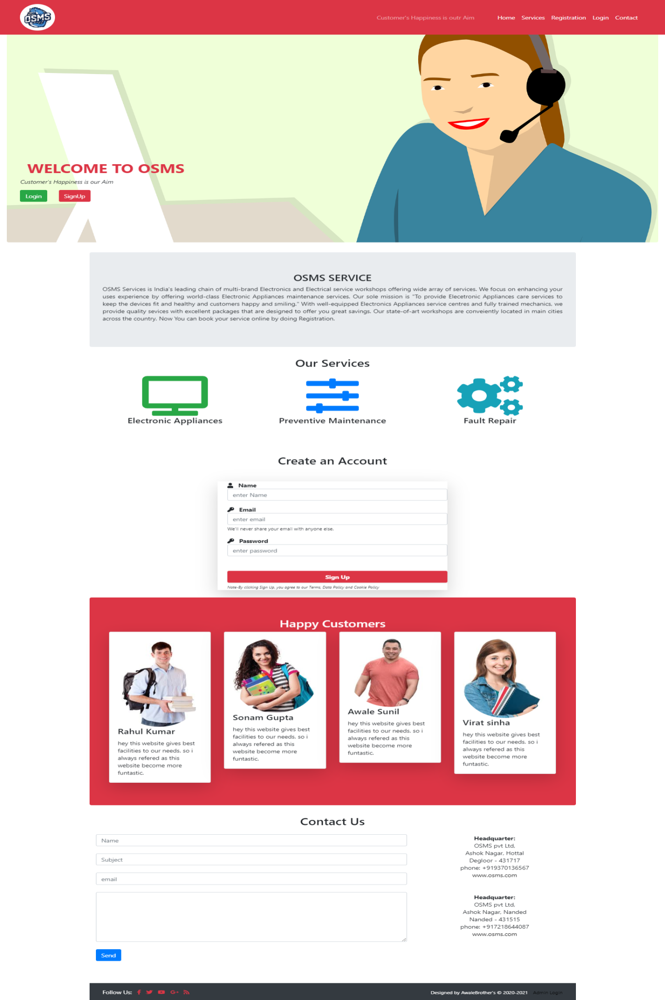 OSMS
Customer's Happiness is outr Aim
Home Services Registration Login Contact
WELCOME TO OSMS
Customer's Happiness is our Aim
Login SignUp
OSMS SERVICE
OSMS Services is India's leading chain of multi-brand Electronics and Electrical service workshops offering wide array of services. We focus on enhancing your
uses experience by offering world-class Electronic Appliances maintenance services. Our sole mission is "To provide Elecetronic Appliances care services to
keep the devices fit and healthy and customers happy and smiling." With well-equipped Electronics Appliances service centres and fully trained mechanics, we
provide quality sevices with excellent packages that are designed to offer you great savings. Our state-of-art workshops are conveiently located in main cities
across the country. Now You can book your service online by doing Registration.
Our Services
Electronic Appliances
Preventive Maintenance
Fault Repair
Create an Account
Name
enter Name
Email
enter email
We'll never share your email with anyone else.
Password
enter password
Sign Up
Note-By clicking Sign Up, you agree to our Terms, Data Policy and Cookie Policy
Happy Customers
Rahul Kumar
hey this website gives best
facilities to our needs. so i
always refered as this
website become more
funtastic.
Sonam Gupta
hey this website gives best
facilities to our needs. so i
always refered as this
website become more
funtastic.
Awale Sunil
hey this website gives best
facilities to our needs. so i
always refered as this
website become more
funtastic.
Virat sinha
hey this website gives best
facilities to our needs. so i
always refered as this
website become more
funtastic.
Contact Us
Name
Subject
email
Send
Headquarter:
OSMS pvt Ltd,
Ashok Nagar, Hottal
Degloor - 431717
phone: +919370136567
www.osms.com
Headquarter:
OSMS pvt Ltd,
Ashok Nagar, Nanded
Nanded - 431515
phone: +917218644087
www.osms.com
Follow Us:
Designed by AwaleBrother's © 2020-2021 Admin Login